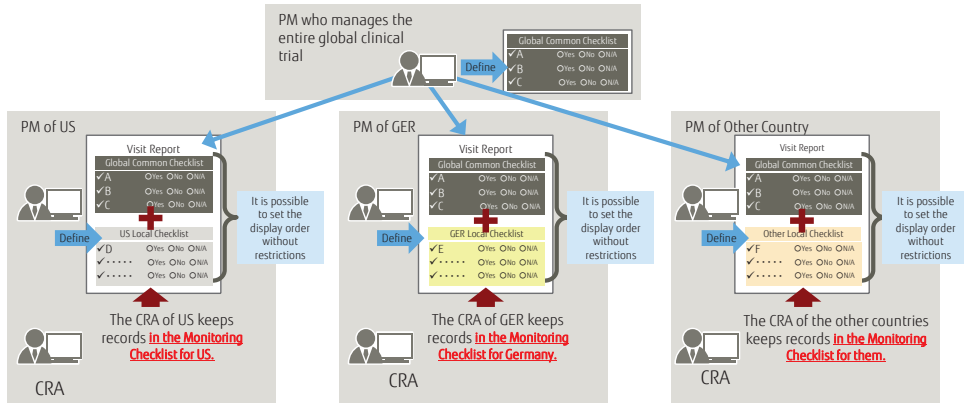 PM who manages the
entire global clinical
trial
Define
Global Common Checklist
✓A ○Yes ○No ○N/A
✓B ○Yes ○No ○N/A
✓C ○Yes ○No ○N/A
PM of US
Visit Report
Global Common Checklist
✓A ○Yes ○No ○N/A
✓B ○Yes ○No ○N/A
✓C ○Yes ○No ○N/A
Define
US Local Checklist
✓D ○Yes ○No ○N/A
✓ ····· ○Yes ○No ○N/A
✓ ····· ○Yes ○No ○N/A
It is possible
to set the
display order
without
restrictions
The CRA of US keeps
records in the Monitoring
Checklist for US.
CRA
PM of GER
Visit Report
Global Common Checklist
✓A ○Yes ○No ○N/A
✓B ○Yes ○No ○N/A
✓C ○Yes ○No ○N/A
Define
GER Local Checklist
✓E ○Yes ○No ○N/A
✓ ····· ○Yes ○No ○N/A
✓ ····· ○Yes ○No ○N/A
It is possible
to set the
display order
without
restrictions
The CRA of GER keeps
records in the Monitoring
Checklist for Germany.
CRA
PM of Other Country
Visit Report
Global Common Checklist
✓A ○Yes ○No ○N/A
✓B ○Yes ○No ○N/A
✓C ○Yes ○No ○N/A
Define
Other Local Checklist
✓F ○Yes ○No ○N/A
✓ ····· ○Yes ○No ○N/A
✓ ····· ○Yes ○No ○N/A
It is possible
to set the
display order
without
restrictions
The CRA of the other countries
keeps records in the Monitoring
Checklist for them.
CRA